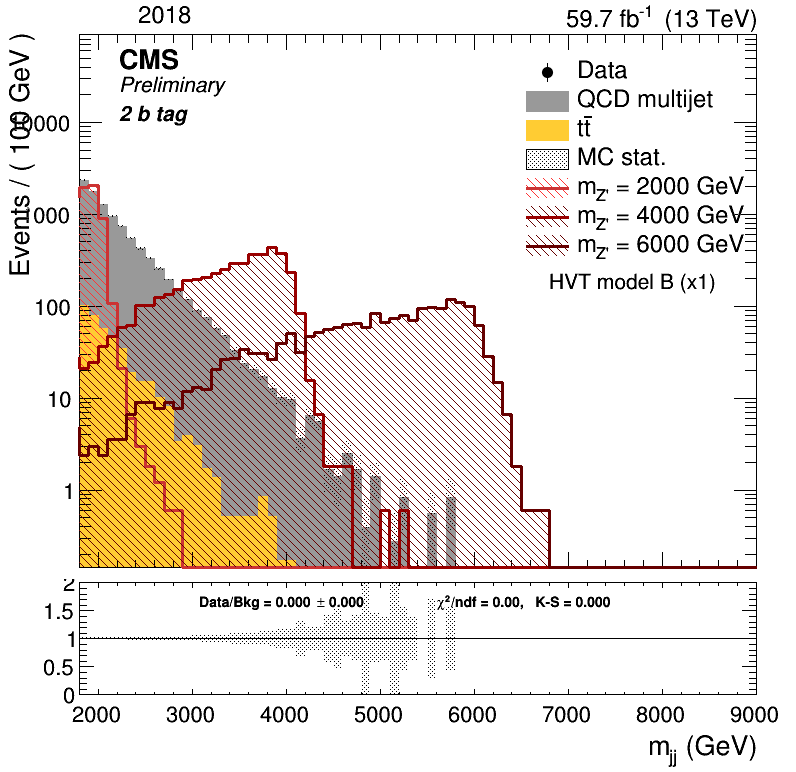 2018
59.7 fb⁻¹ (13 TeV)
CMS
Preliminary
2 b tag
Data
QCD multijet
tt̄
MC stat.
m_Z' = 2000 GeV
m_Z' = 4000 GeV
m_Z' = 6000 GeV
HVT model B (x1)
Events / ( 100 GeV )
10000
1000
100
10
1
Data/Bkg = 0.000 ± 0.000
χ²/ndf = 0.00, K-S = 0.000
2
1.5
1
0.5
0
2000 3000 4000 5000 6000 7000 8000 9000
m_jj (GeV)